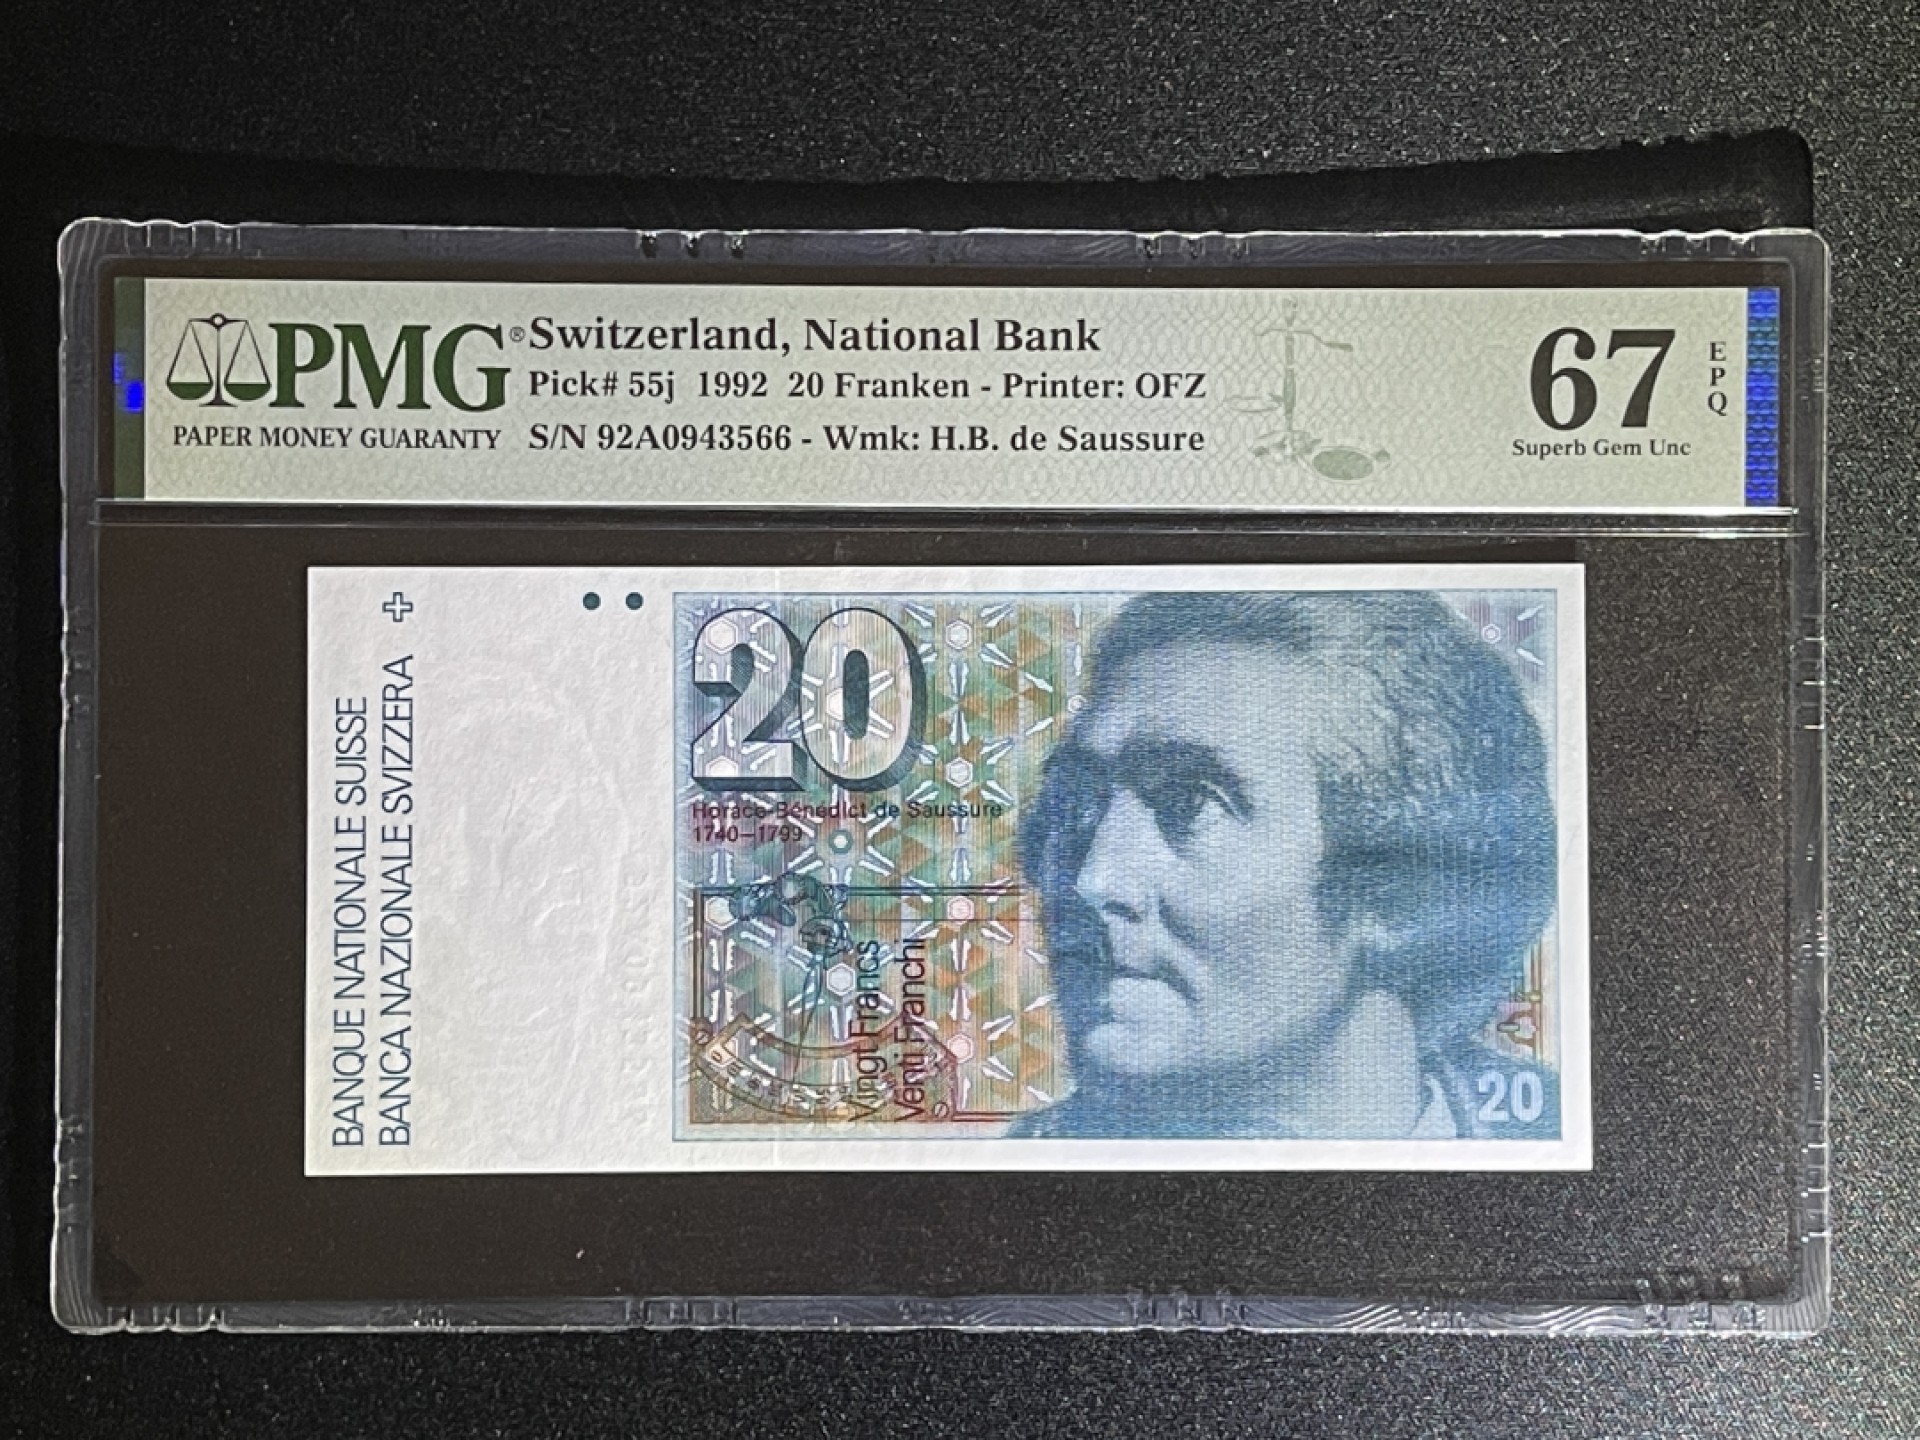 PMG®
PAPER MONEY GUARANTY
Switzerland, National Bank
Pick# 55j 1992 20 Franken - Printer: OFZ
S/N 92A0943566 - Wmk: H.B. de Saussure
67
EPQ
Superb Gem Unc
BANQUE NATIONALE SUISSE
BANCA NAZIONALE SVIZZERA
20
Horace-Bénédict de Saussure
1740–1799
Vingt Francs
Venti Franchi
20